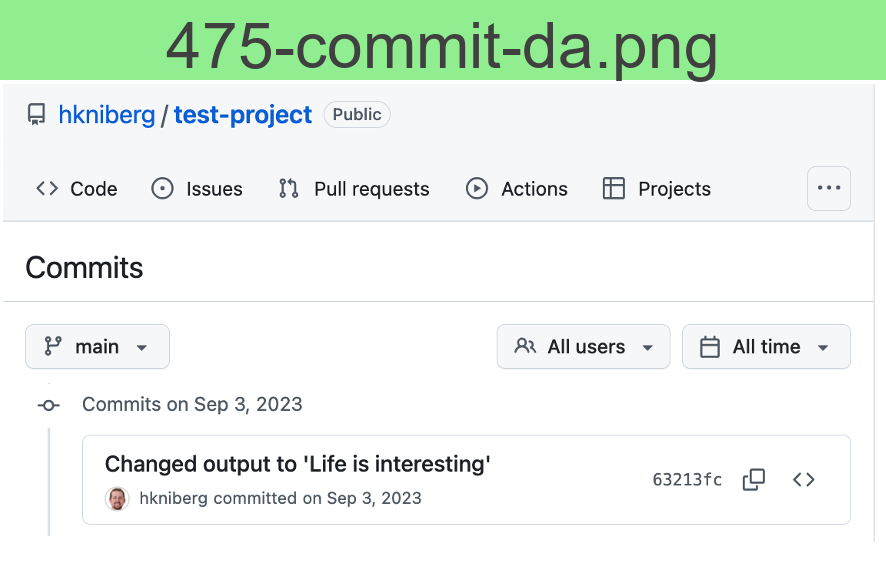 475-commit-da.png
hkniberg / test-project Public
Code Issues Pull requests Actions Projects
Commits
main All users All time
Commits on Sep 3, 2023
Changed output to 'Life is interesting'
63213fc
hkniberg committed on Sep 3, 2023